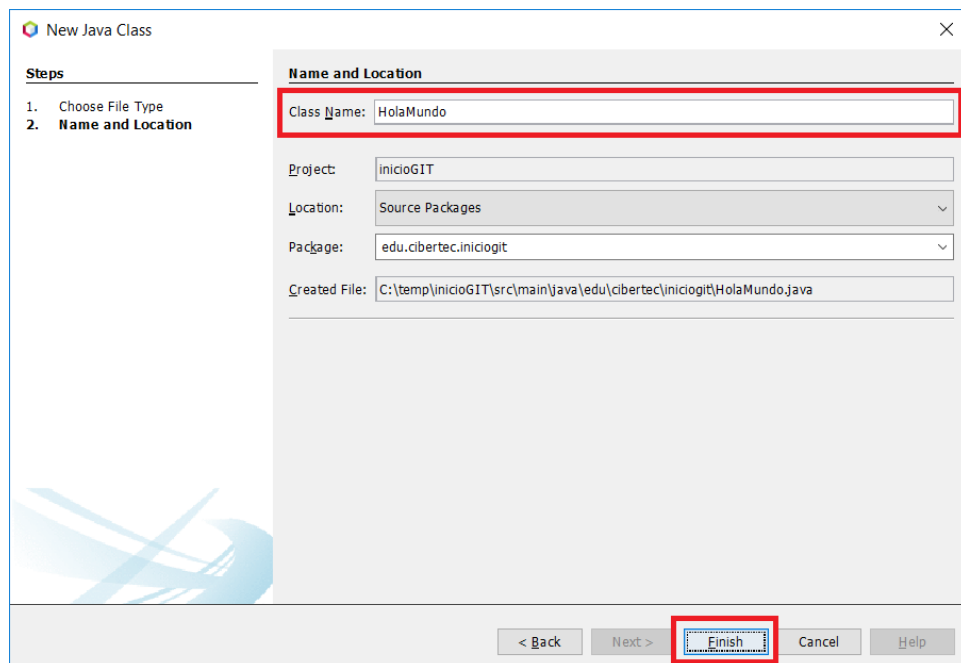 New Java Class
Steps
1. Choose File Type
2. Name and Location
Name and Location
Class Name: HolaMundo
Project: inicioGIT
Location: Source Packages
Package: edu.cibertec.iniciogit
Created File: C:\temp\inicioGIT\src\main\java\edu\cibertec\iniciogit\HolaMundo.java
< Back Next > Finish Cancel Help